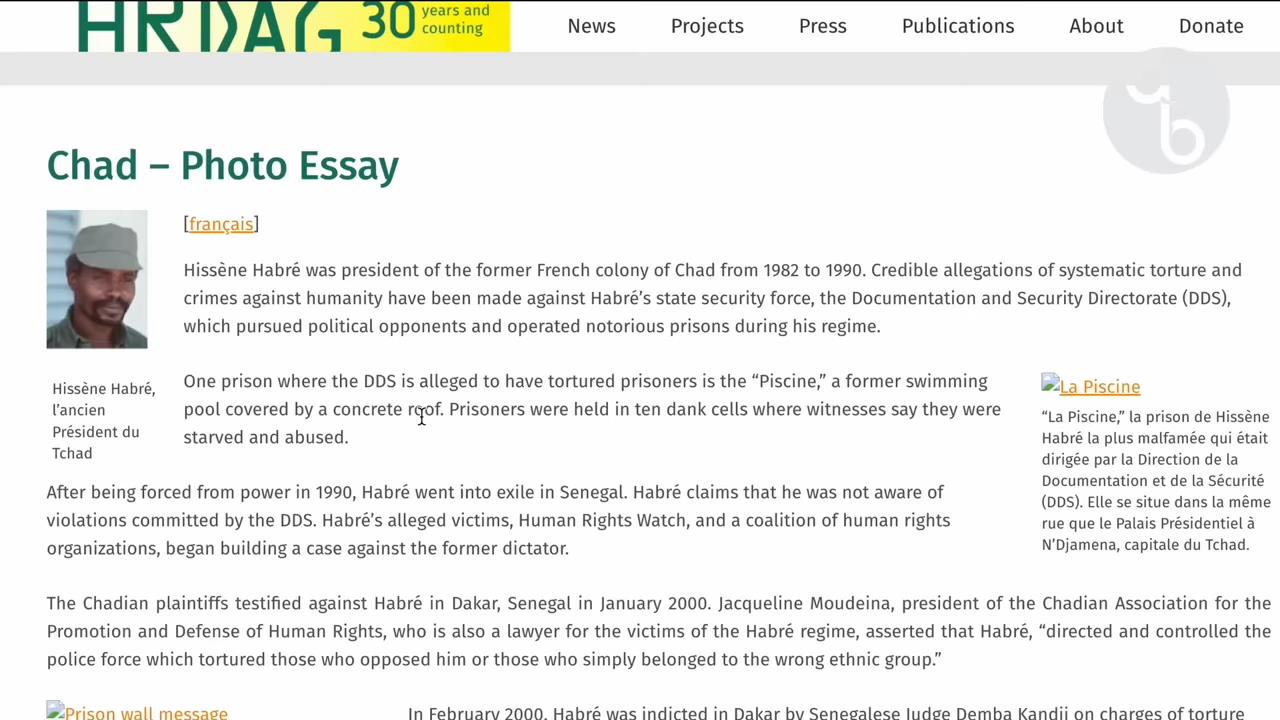 HRDAG 30 years and
counting
News Projects Press Publications About Donate
ab
Chad – Photo Essay
[français]
Hissène Habré was president of the former French colony of Chad from 1982 to 1990. Credible allegations of systematic torture and
crimes against humanity have been made against Habré’s state security force, the Documentation and Security Directorate (DDS),
which pursued political opponents and operated notorious prisons during his regime.
Hissène Habré,
l’ancien
Président du
Tchad
One prison where the DDS is alleged to have tortured prisoners is the “Piscine,” a former swimming
pool covered by a concrete roof. Prisoners were held in ten dank cells where witnesses say they were
starved and abused.
La Piscine
“La Piscine,” la prison de Hissène
Habré la plus malfamée qui était
dirigée par la Direction de la
Documentation et de la Sécurité
(DDS). Elle se situe dans la même
rue que le Palais Présidentiel à
N’Djamena, capitale du Tchad.
After being forced from power in 1990, Habré went into exile in Senegal. Habré claims that he was not aware of
violations committed by the DDS. Habré’s alleged victims, Human Rights Watch, and a coalition of human rights
organizations, began building a case against the former dictator.
The Chadian plaintiffs testified against Habré in Dakar, Senegal in January 2000. Jacqueline Moudeina, president of the Chadian Association for the
Promotion and Defense of Human Rights, who is also a lawyer for the victims of the Habré regime, asserted that Habré, “directed and controlled the
police force which tortured those who opposed him or those who simply belonged to the wrong ethnic group.”
Prison wall message
In February 2000, Habré was indicted in Dakar by Senegalese Judge Demba Kandji on charges of torture